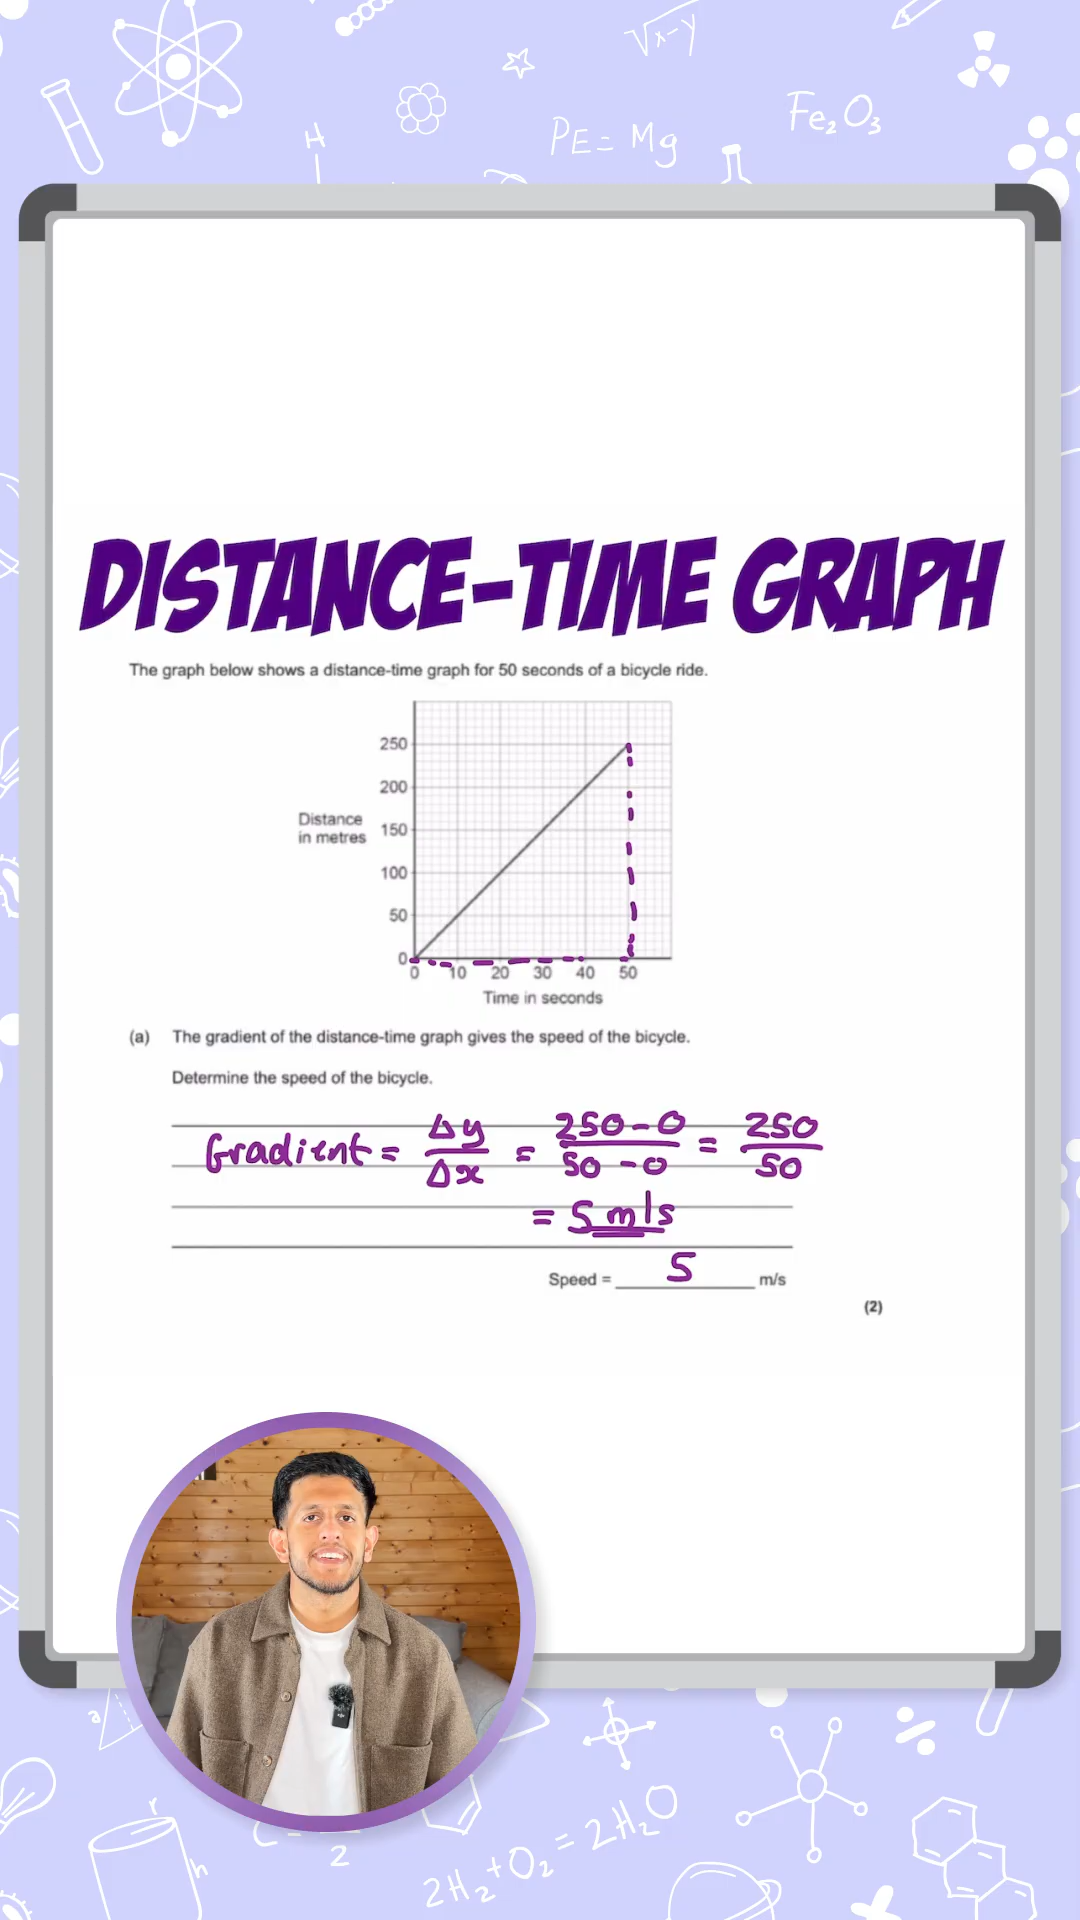 √x-y
Fe₂O₃
H
PE = Mg
DISTANCE-TIME GRAPH
The graph below shows a distance-time graph for 50 seconds of a bicycle ride.
250
200
Distance
in metres
150
100
50
0
0 10 20 30 40 50
Time in seconds
(a) The gradient of the distance-time graph gives the speed of the bicycle.
Determine the speed of the bicycle.
Gradient = Δy/Δx = 250-0/50-0 = 250/50
= 5 m/s
Speed = 5 m/s
(2)
a
r
h
2
2H₂+O₂=2H₂O